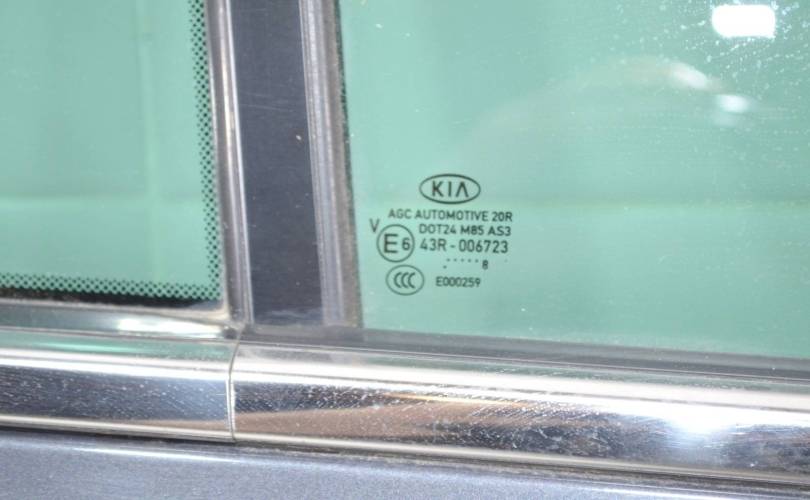 KIA
AGC AUTOMOTIVE 20R
DOT24 M85 AS3
V E6 43R-006723
. ..... 8
CCC E000259